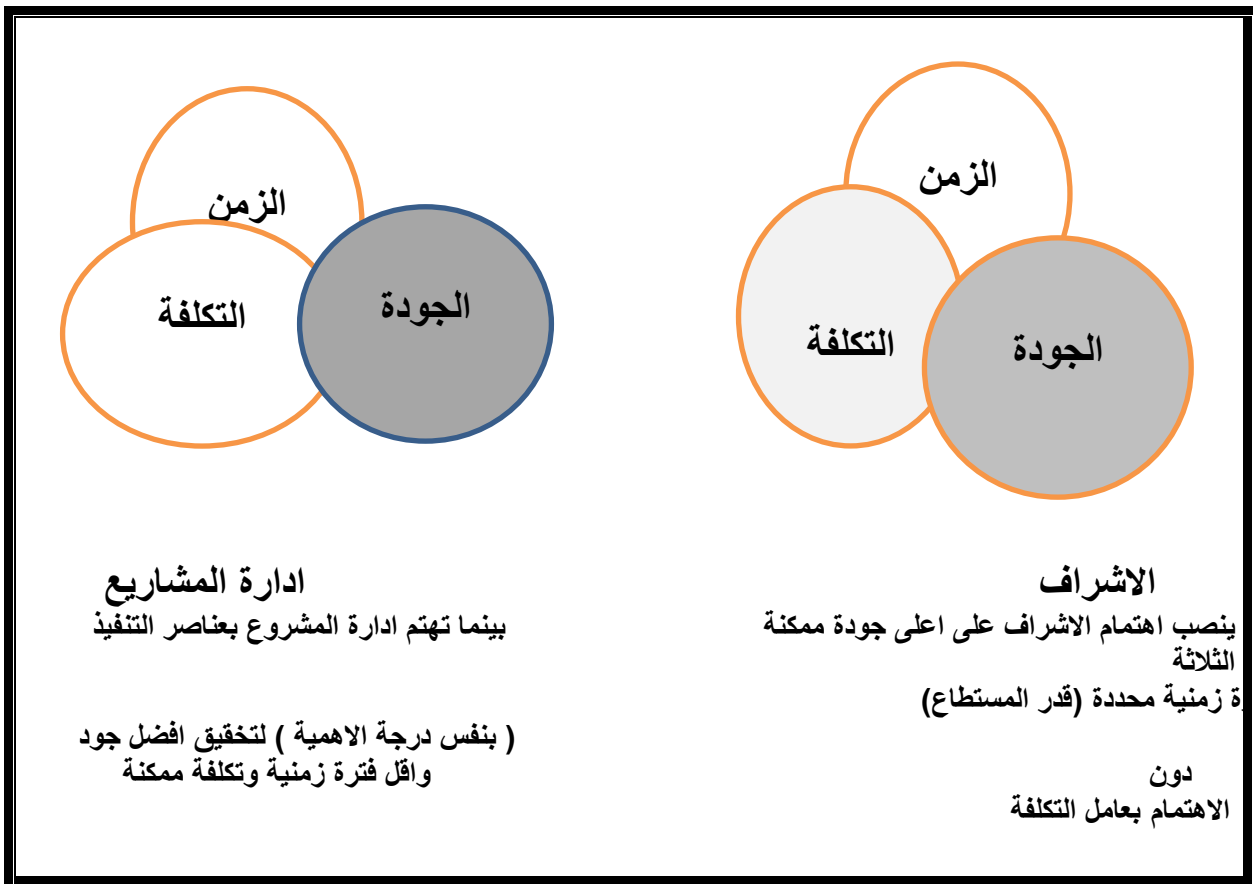 الزمن
التكلفة
الجودة
الزمن
التكلفة
الجودة
الاشراف
ينصب اهتمام الاشراف على اعلى جودة ممكنة
الثلاثة
زمنية محددة (قدر المستطاع)
دون
الاهتمام بعامل التكلفة
ادارة المشاريع
بينما تهتم ادارة المشروع بعناصر التنفيذ
( بنفس درجة الاهمية ) لتخقيق افضل جود
واقل فترة زمنية وتكلفة ممكنة